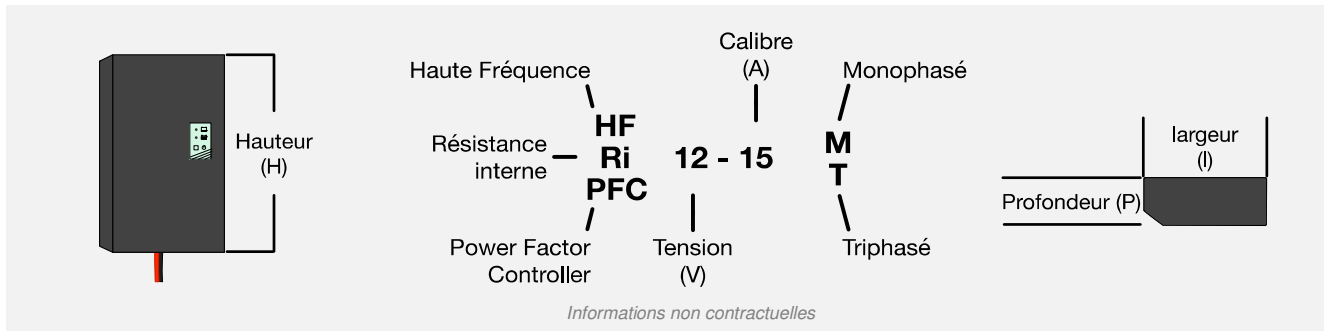 Hauteur
(H)
Haute Fréquence
Résistance
interne
Power Factor
Controller
HF
Ri
PFC
12 - 15
Calibre
(A)
Tension
(V)
Monophasé
M
T
Triphasé
largeur
(l)
Profondeur (P)
Informations non contractuelles